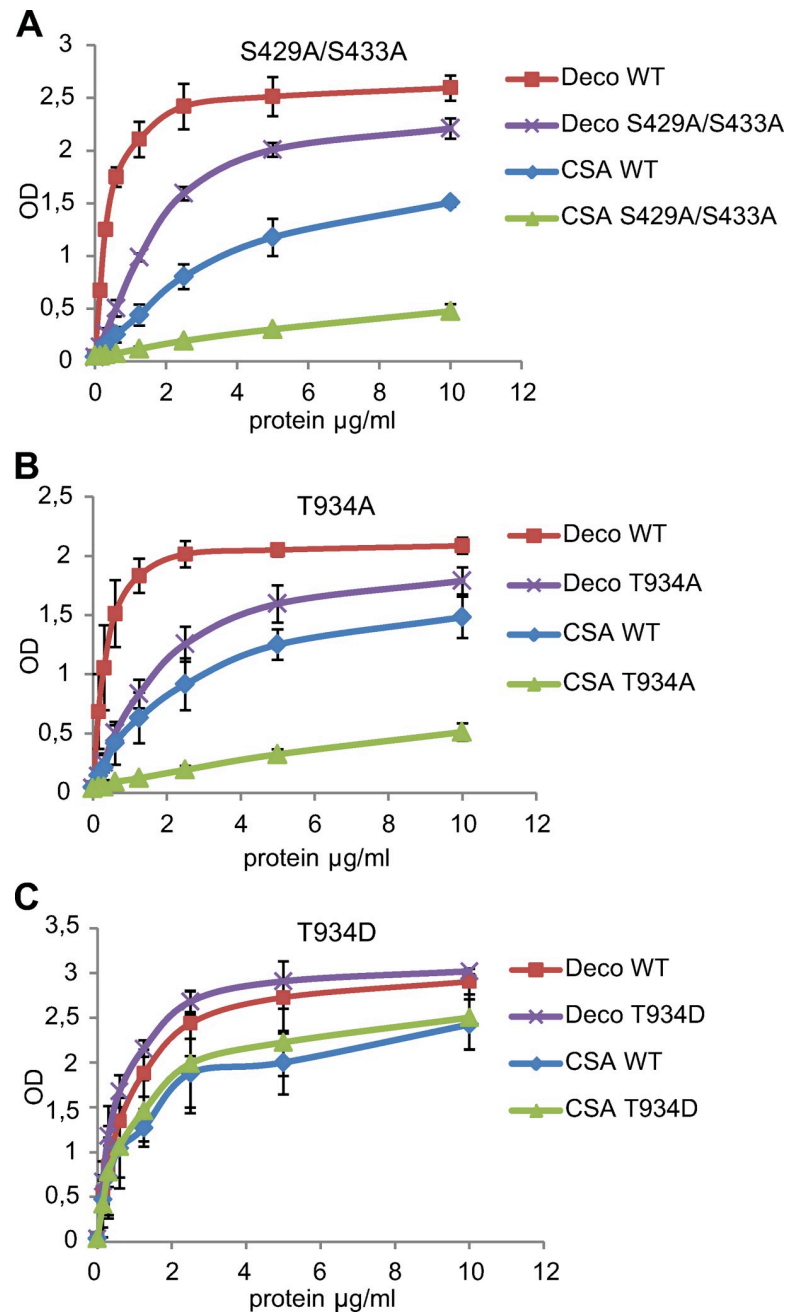 A
S429A/S433A
3
2,5
2
1,5
1
0,5
0
OD
0 2 4 6 8 10 12
protein µg/ml
Deco WT
Deco S429A/S433A
CSA WT
CSA S429A/S433A
B
T934A
2,5
2
1,5
1
0,5
0
OD
0 2 4 6 8 10 12
protein µg/ml
Deco WT
Deco T934A
CSA WT
CSA T934A
C
T934D
3,5
3
2,5
2
1,5
1
0,5
0
OD
0 2 4 6 8 10 12
protein µg/ml
Deco WT
Deco T934D
CSA WT
CSA T934D